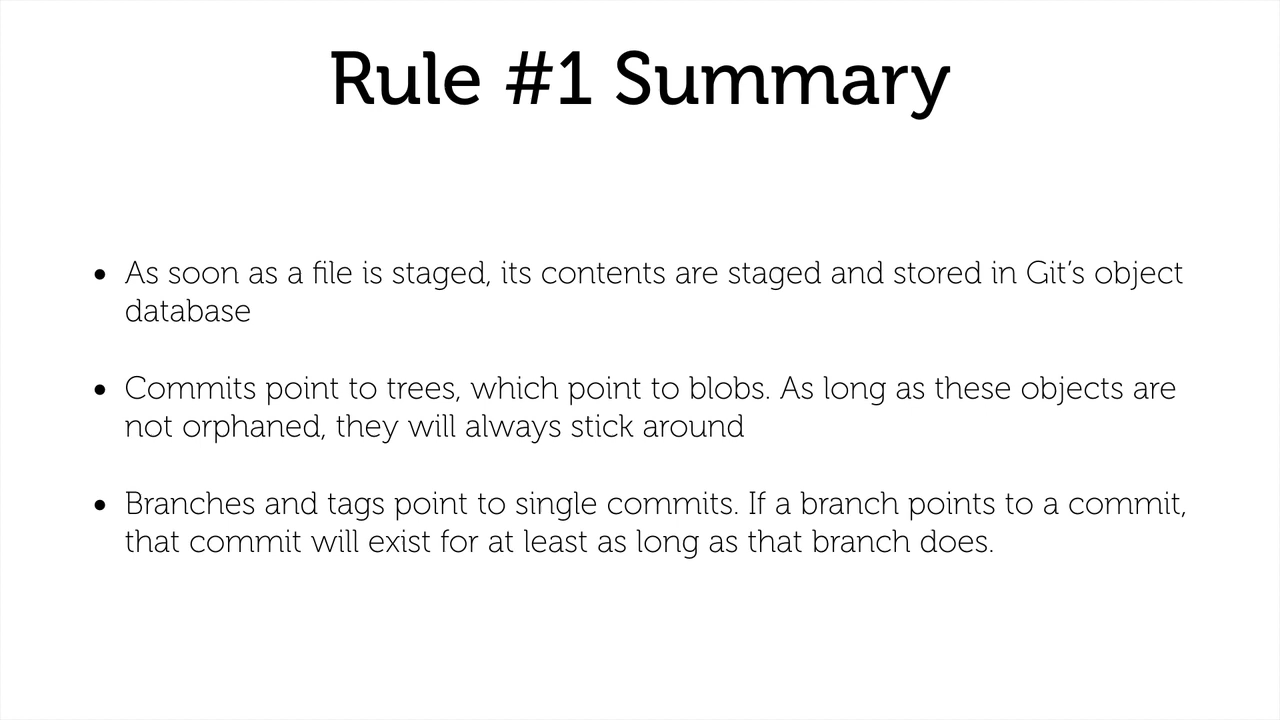 Rule #1 Summary
• As soon as a file is staged, its contents are staged and stored in Git’s object
database
• Commits point to trees, which point to blobs. As long as these objects are
not orphaned, they will always stick around
• Branches and tags point to single commits. If a branch points to a commit,
that commit will exist for at least as long as that branch does.